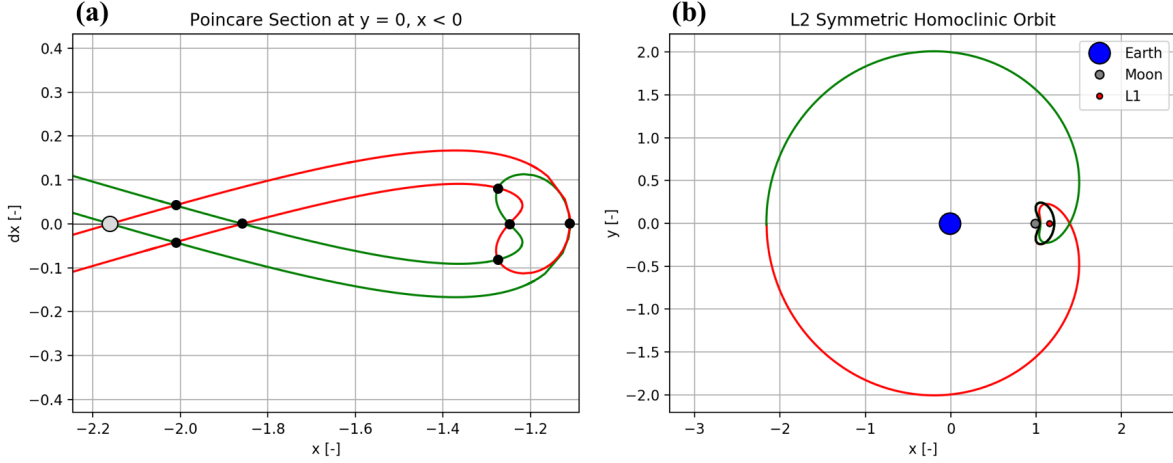 (a)
Poincare Section at y = 0, x < 0
0.4
0.3
0.2
0.1
0.0
−0.1
−0.2
−0.3
−0.4
dx [-]
−2.2
−2.0
−1.8
−1.6
−1.4
−1.2
x [-]
(b)
L2 Symmetric Homoclinic Orbit
Earth
Moon
L1
2.0
1.5
1.0
0.5
0.0
−0.5
−1.0
−1.5
−2.0
y [-]
−3
−2
−1
0
1
2
x [-]